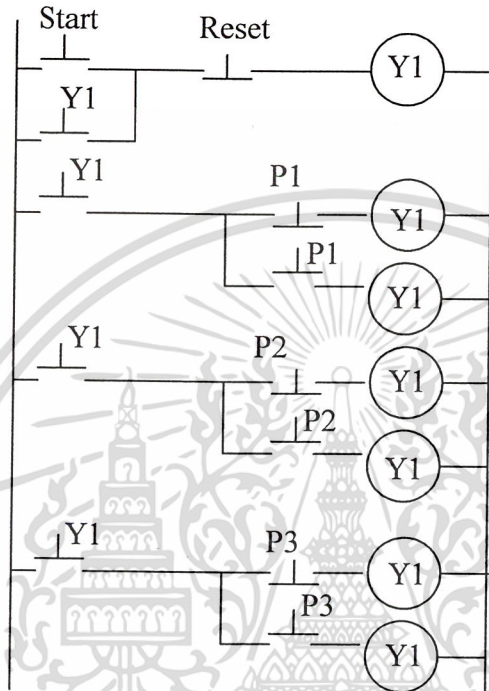 Start Reset Y1
Y1
Y1 P1 Y1
P1 Y1
Y1 P2 Y1
P2 Y1
Y1 P3 Y1
P3 Y1